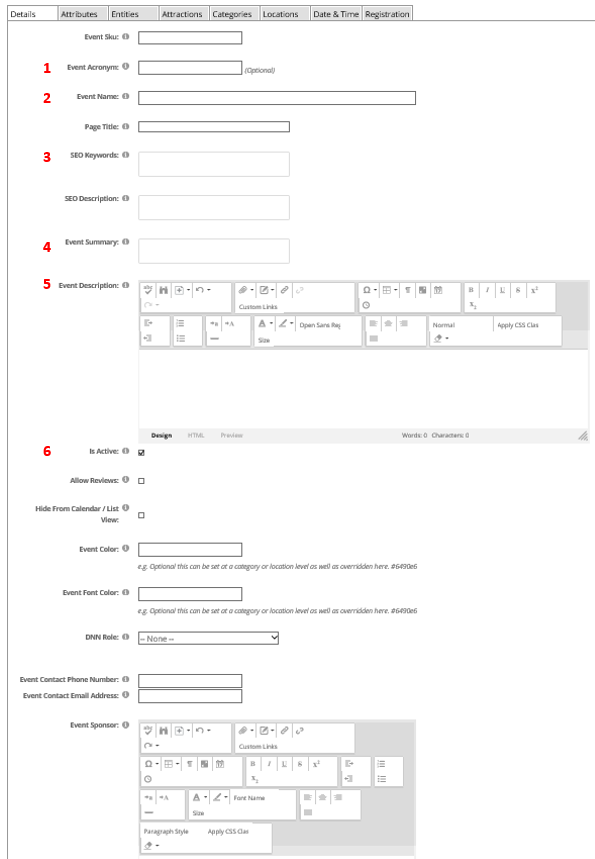 Details Attributes Entities Attractions Categories Locations Date & Time Registration
Event Sku:
1 Event Acronym: (Optional)
2 Event Name:
Page Title:
3 SEO Keywords:
SEO Description:
4 Event Summary:
5 Event Description:
abc
Custom Links
Ω ¶
B I U S x²
x₂
A Open Sans Reg
Size
Normal Apply CSS Clas
Design HTML Preview Words: 0 Characters: 0
6 Is Active:
Allow Reviews:
Hide From Calendar / List
View:
Event Color:
e.g. Optional this can be set at a category or location level as well as overridden here. #6490e6
Event Font Color:
e.g. Optional this can be set at a category or location level as well as overridden here. #6490e6
DNN Role: -- None --
Event Contact Phone Number:
Event Contact Email Address:
Event Sponsor:
abc
Custom Links
Ω ¶ B I U S x²
x₂
A Font Name
Size
Paragraph Style Apply CSS Clas